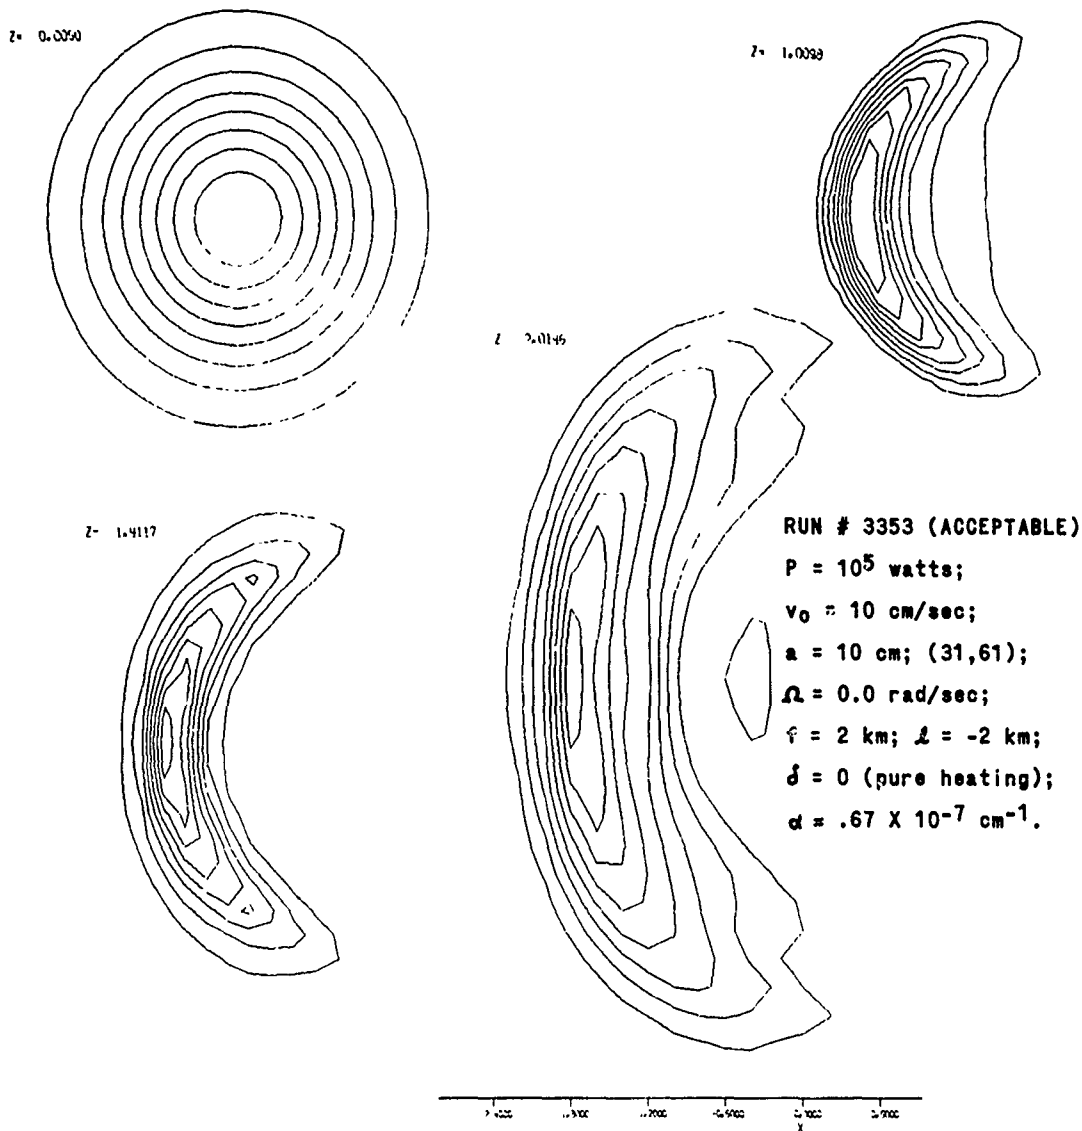 Z= 0.0050
Z= 1.0098
Z
Z- 1.4117
RUN # 3353 (ACCEPTABLE)
P = 10⁵ watts;
v₀ = 10 cm/sec;
a = 10 cm; (31,61);
Ω = 0.0 rad/sec;
f = 2 km; ℓ = -2 km;
δ = 0 (pure heating);
α = .67 X 10⁻⁷ cm⁻¹.
X